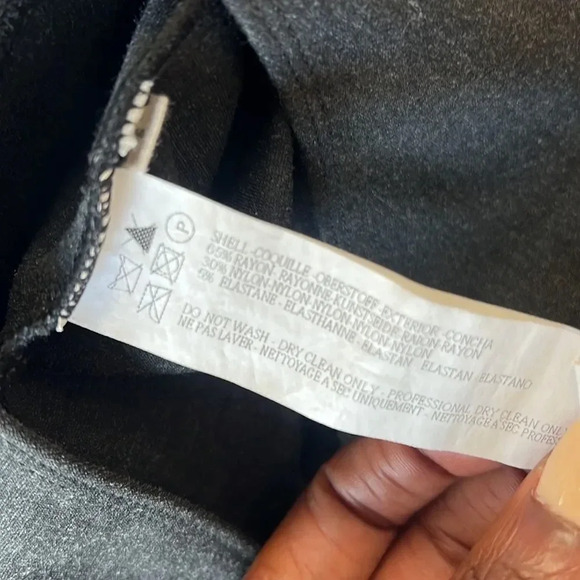 P
SHELL-COQUILLE-OBERSTOFF-EXTERIOR-CONCHA
65% RAYON-RAYONNE-KUNSTSEIDE-RAION-RAYON
30% NYLON-NYLON-NYLON-NYLON-NYLON
5% ELASTANE-ELASTHANNE-ELASTAN-ELASTAN-ELASTANO
DO NOT WASH - DRY CLEAN ONLY - PROFESSIONAL DRY CLEAN ONLY
NE PAS LAVER - NETTOYAGE A SEC UNIQUEMENT - NETTOYAGE A SEC PROFESS